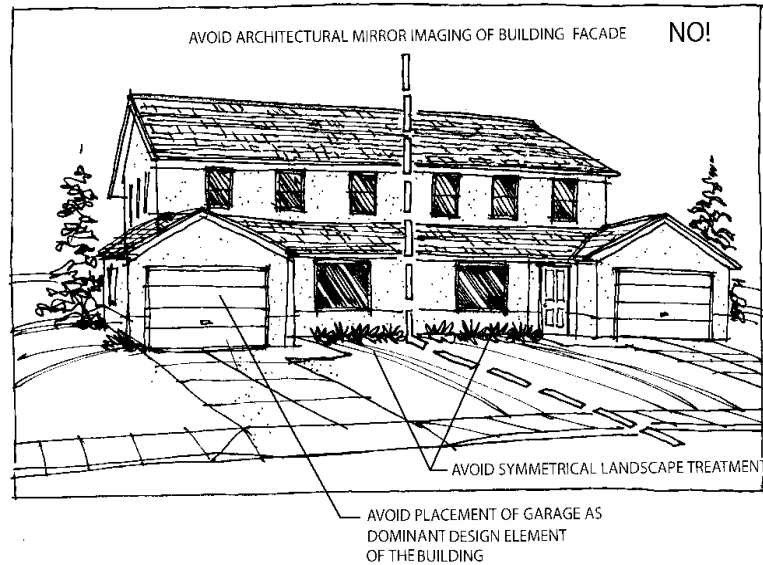 AVOID ARCHITECTURAL MIRROR IMAGING OF BUILDING FACADE NO!
AVOID SYMMETRICAL LANDSCAPE TREATMENT
AVOID PLACEMENT OF GARAGE AS
DOMINANT DESIGN ELEMENT
OF THE BUILDING